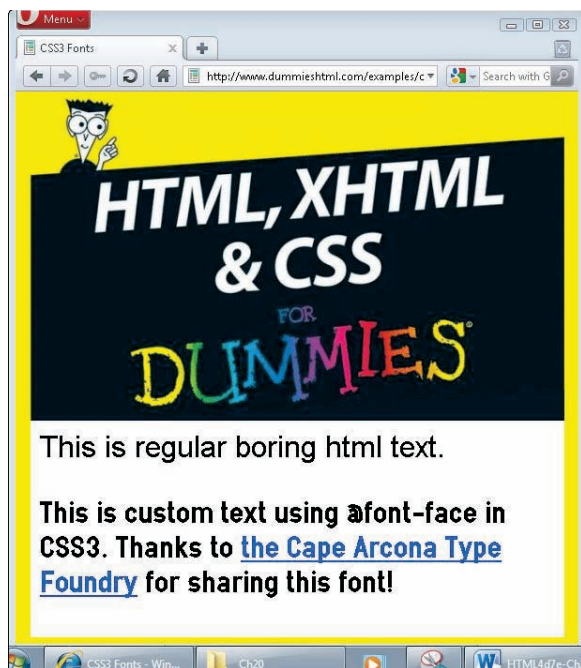 Menu
CSS3 Fonts
http://www.dummieshtml.com/examples/c
Search with G
HTML, XHTML
& CSS
FOR
DUMMIES®
This is regular boring html text.
This is custom text using @font-face in
CSS3. Thanks to the Cape Arcona Type
Foundry for sharing this font!
CSS3 Fonts - Win...
Ch20
HTML4d7e-Ch